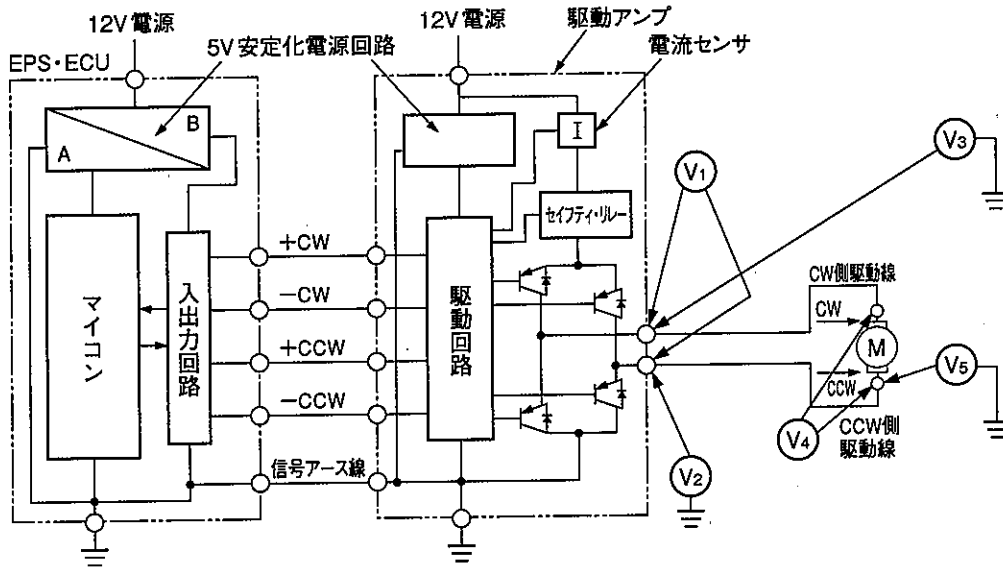 12V電源
12V電源
駆動アンプ
5V安定化電源回路
電流センサ
EPS・ECU
B
A
I
V3
V1
セイフティ・リレー
+CW
CW側駆動線
−CW
CW
マイコン
入出力回路
駆動回路
M
+CCW
CCW
V5
−CCW
CCW側
駆動線
V4
信号アース線
V2